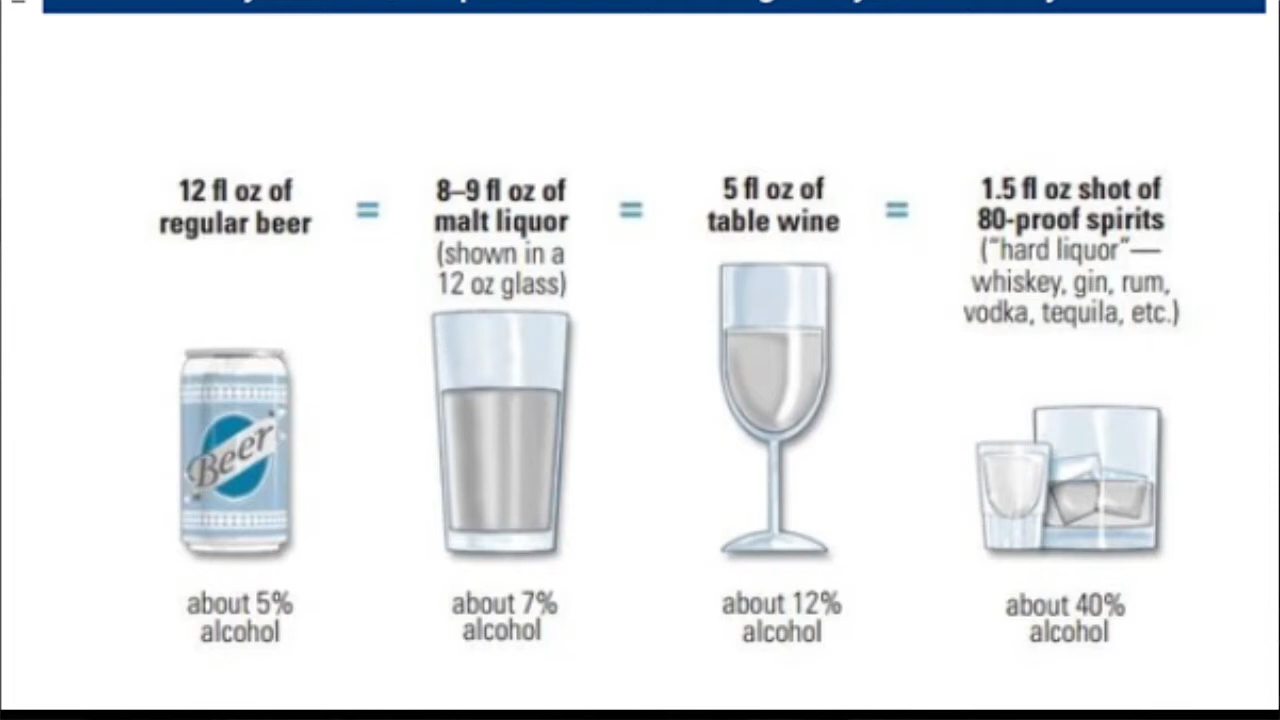 12 fl oz of
regular beer
=
8–9 fl oz of
malt liquor
(shown in a
12 oz glass)
=
5 fl oz of
table wine
=
1.5 fl oz shot of
80-proof spirits
("hard liquor"—
whiskey, gin, rum,
vodka, tequila, etc.)
Beer
about 5%
alcohol
about 7%
alcohol
about 12%
alcohol
about 40%
alcohol